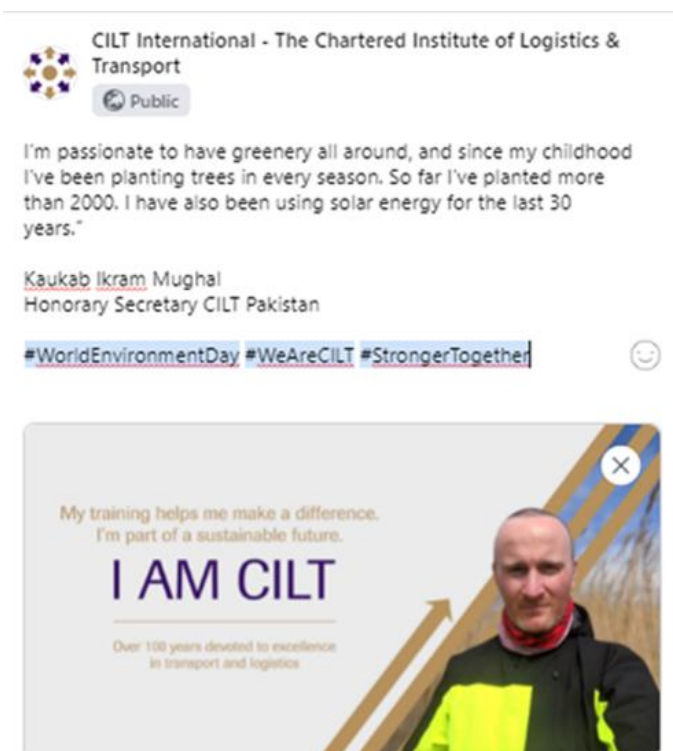 CILT International - The Chartered Institute of Logistics &
Transport
Public
I'm passionate to have greenery all around, and since my childhood
I've been planting trees in every season. So far I've planted more
than 2000. I have also been using solar energy for the last 30
years."
Kaukab Ikram Mughal
Honorary Secretary CILT Pakistan
#WorldEnvironmentDay #WeAreCILT #StrongerTogether
My training helps me make a difference.
I'm part of a sustainable future.
I AM CILT
Over 100 years devoted to excellence
in transport and logistics